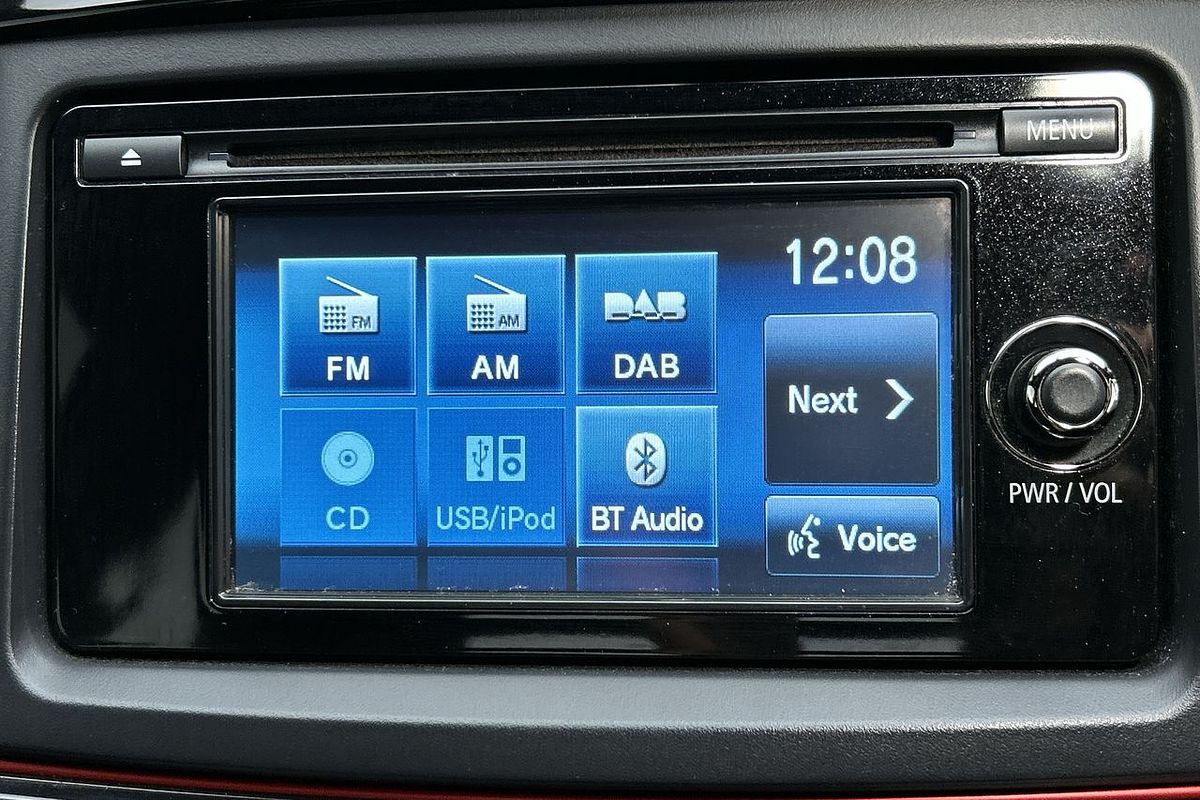 MENU
12:08
FM
AM
DAB
FM
AM
DAB
Next
CD
USB/iPod
BT Audio
Voice
PWR / VOL